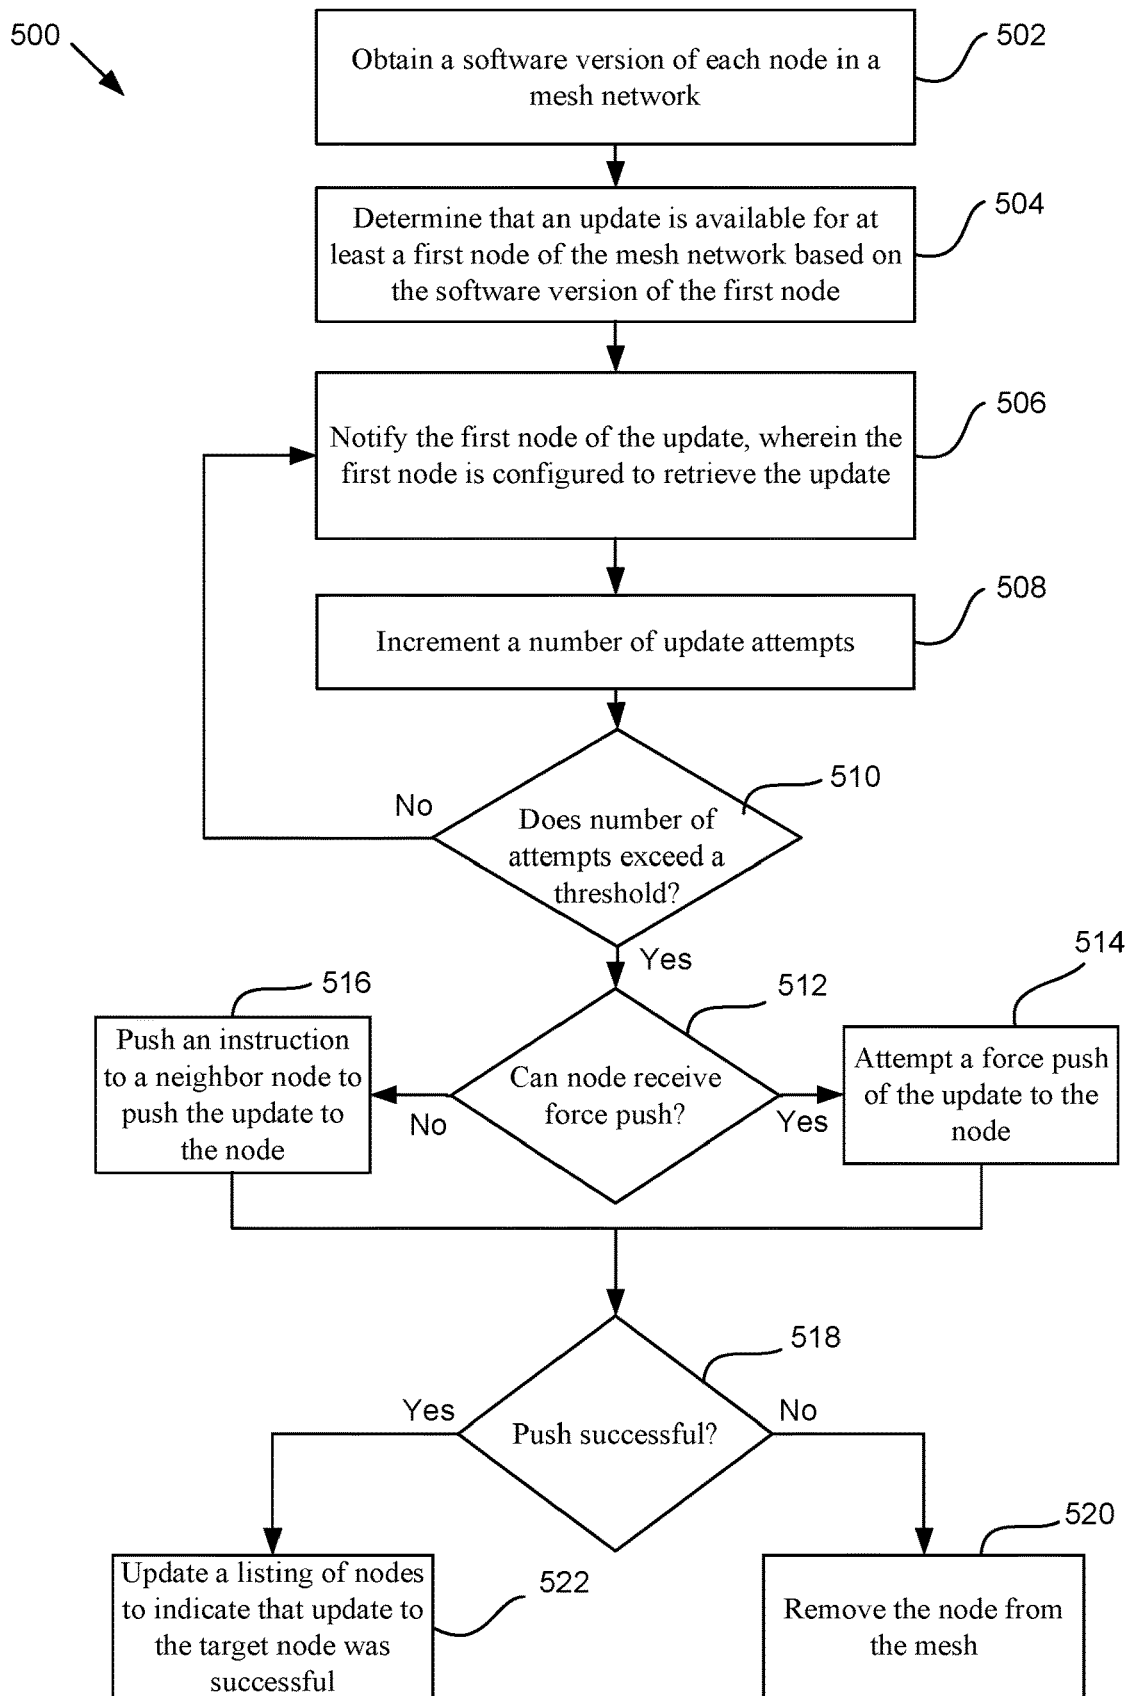 500
502
Obtain a software version of each node in a
mesh network
504
Determine that an update is available for at
least a first node of the mesh network based on
the software version of the first node
506
Notify the first node of the update, wherein the
first node is configured to retrieve the update
508
Increment a number of update attempts
510
No
Does number of
attempts exceed a
threshold?
Yes
516
512
514
Push an instruction
to a neighbor node to
push the update to
the node
No
Can node receive
force push?
Yes
Attempt a force push
of the update to the
node
518
Yes
Push successful?
No
520
522
Update a listing of nodes
to indicate that update to
the target node was
successful
Remove the node from
the mesh